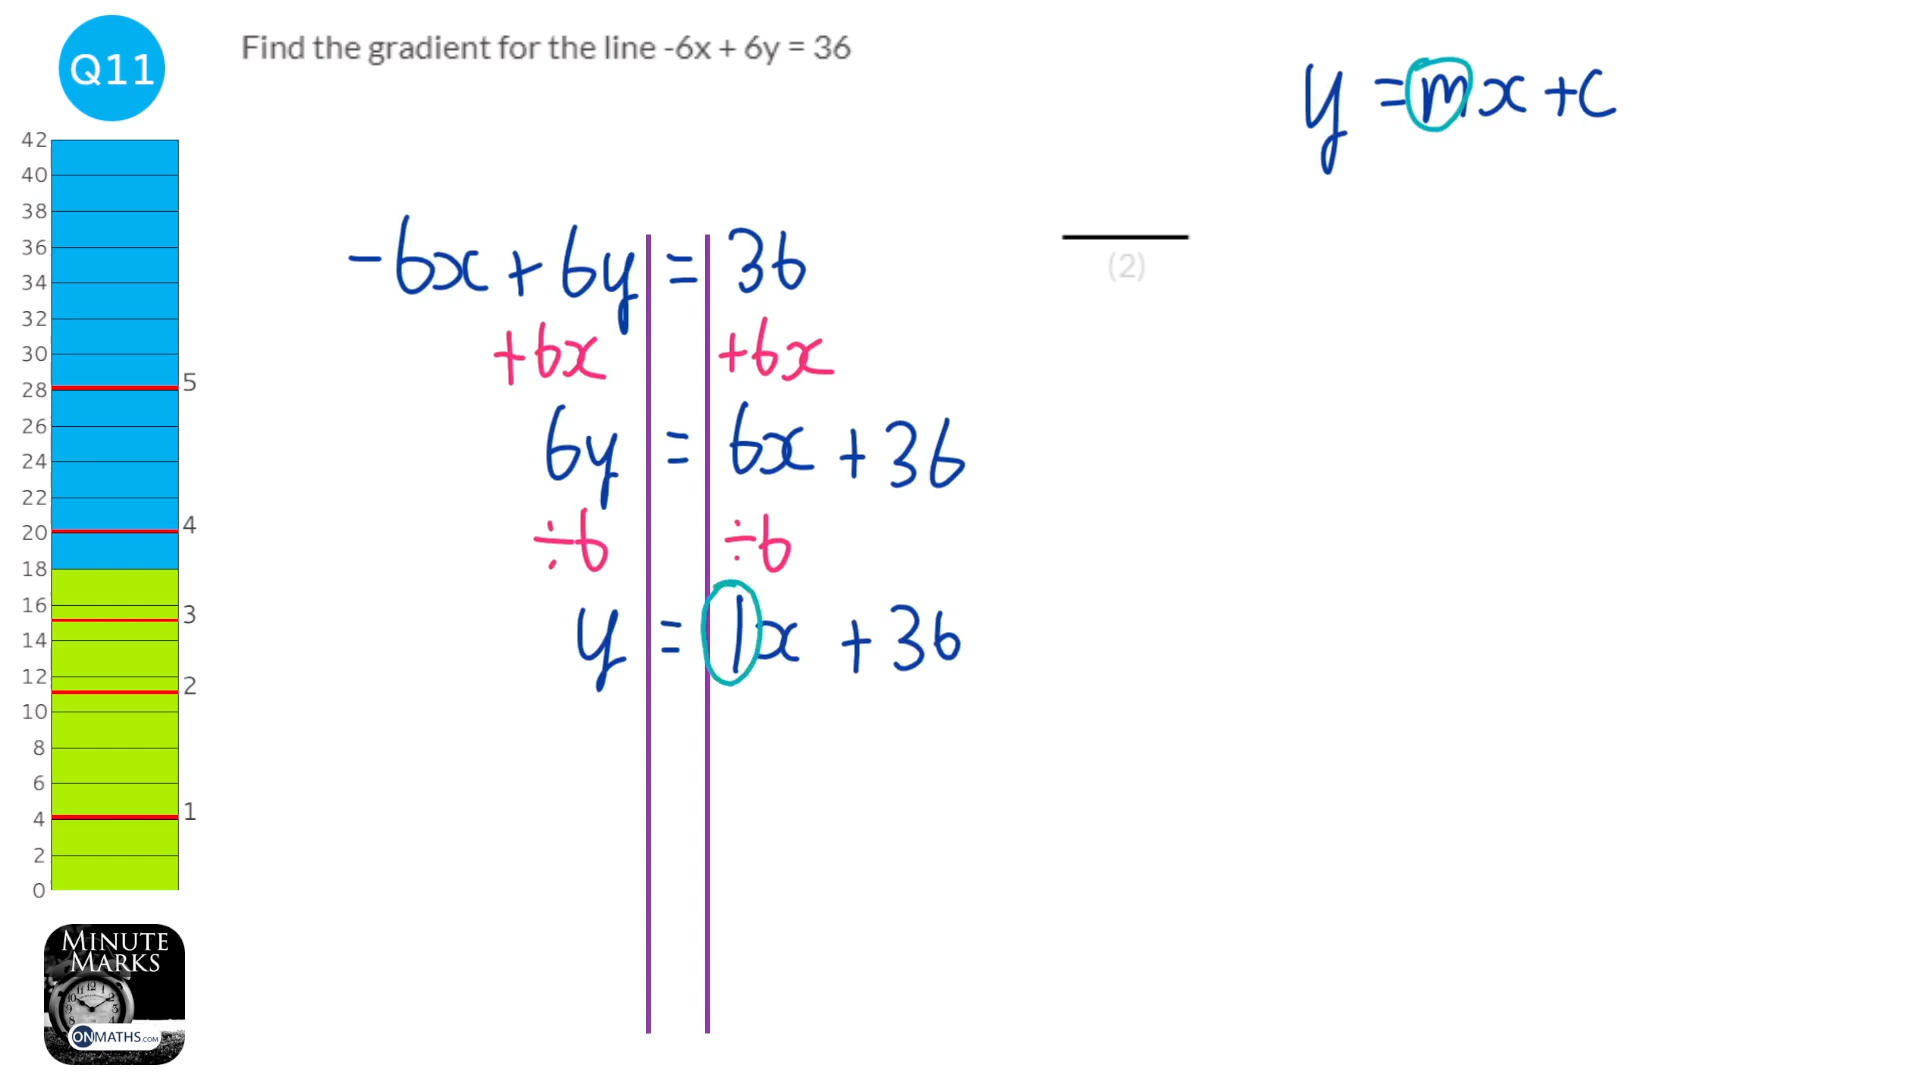 Q11
Find the gradient for the line -6x + 6y = 36
y = mx + c
(2)
-6x + 6y = 36
+6x +6x
6y = 6x + 36
÷6 ÷6
y = 1x + 36
42
40
38
36
34
32
30
28
5
26
24
22
20
4
18
16
3
14
12
2
10
8
6
4
1
2
0
MINUTE
MARKS
ONMATHS.COM